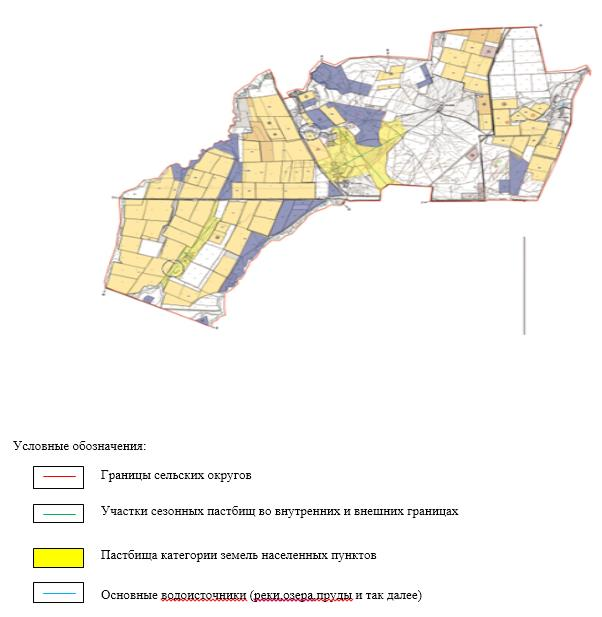 Условные обозначения:
Границы сельских округов
Участки сезонных пастбищ во внутренних и внешних границах
Пастбища категории земель населенных пунктов
Основные водоисточники (реки,озера,пруды и так далее)